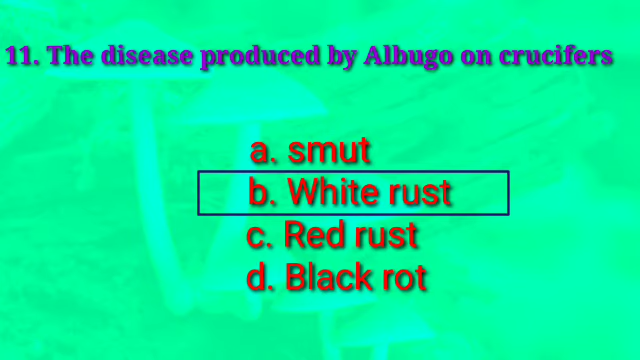 11. The disease produced by Albugo on crucifers
a. smut
b. White rust
c. Red rust
d. Black rot